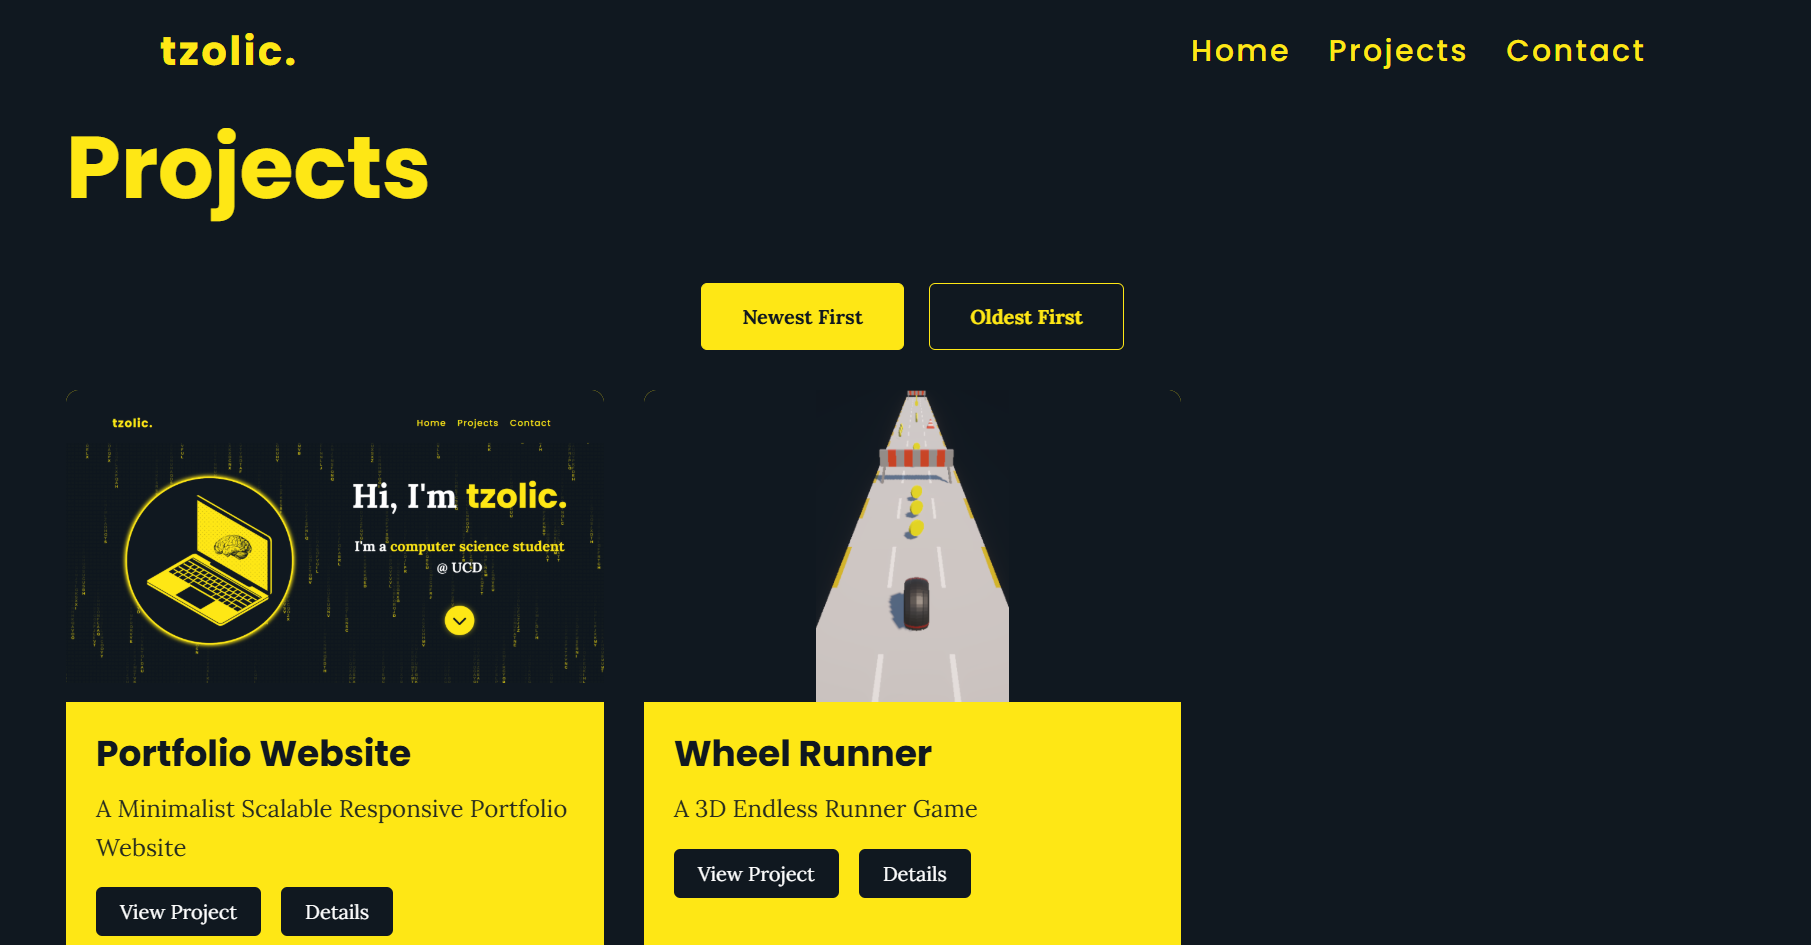 tzolic.
Home Projects Contact
Projects
Newest First
Oldest First
tzolic.
Home Projects Contact
Hi, I'm tzolic.
I'm a computer science student
@ UCD
Portfolio Website
A Minimalist Scalable Responsive Portfolio
Website
View Project
Details
Wheel Runner
A 3D Endless Runner Game
View Project
Details